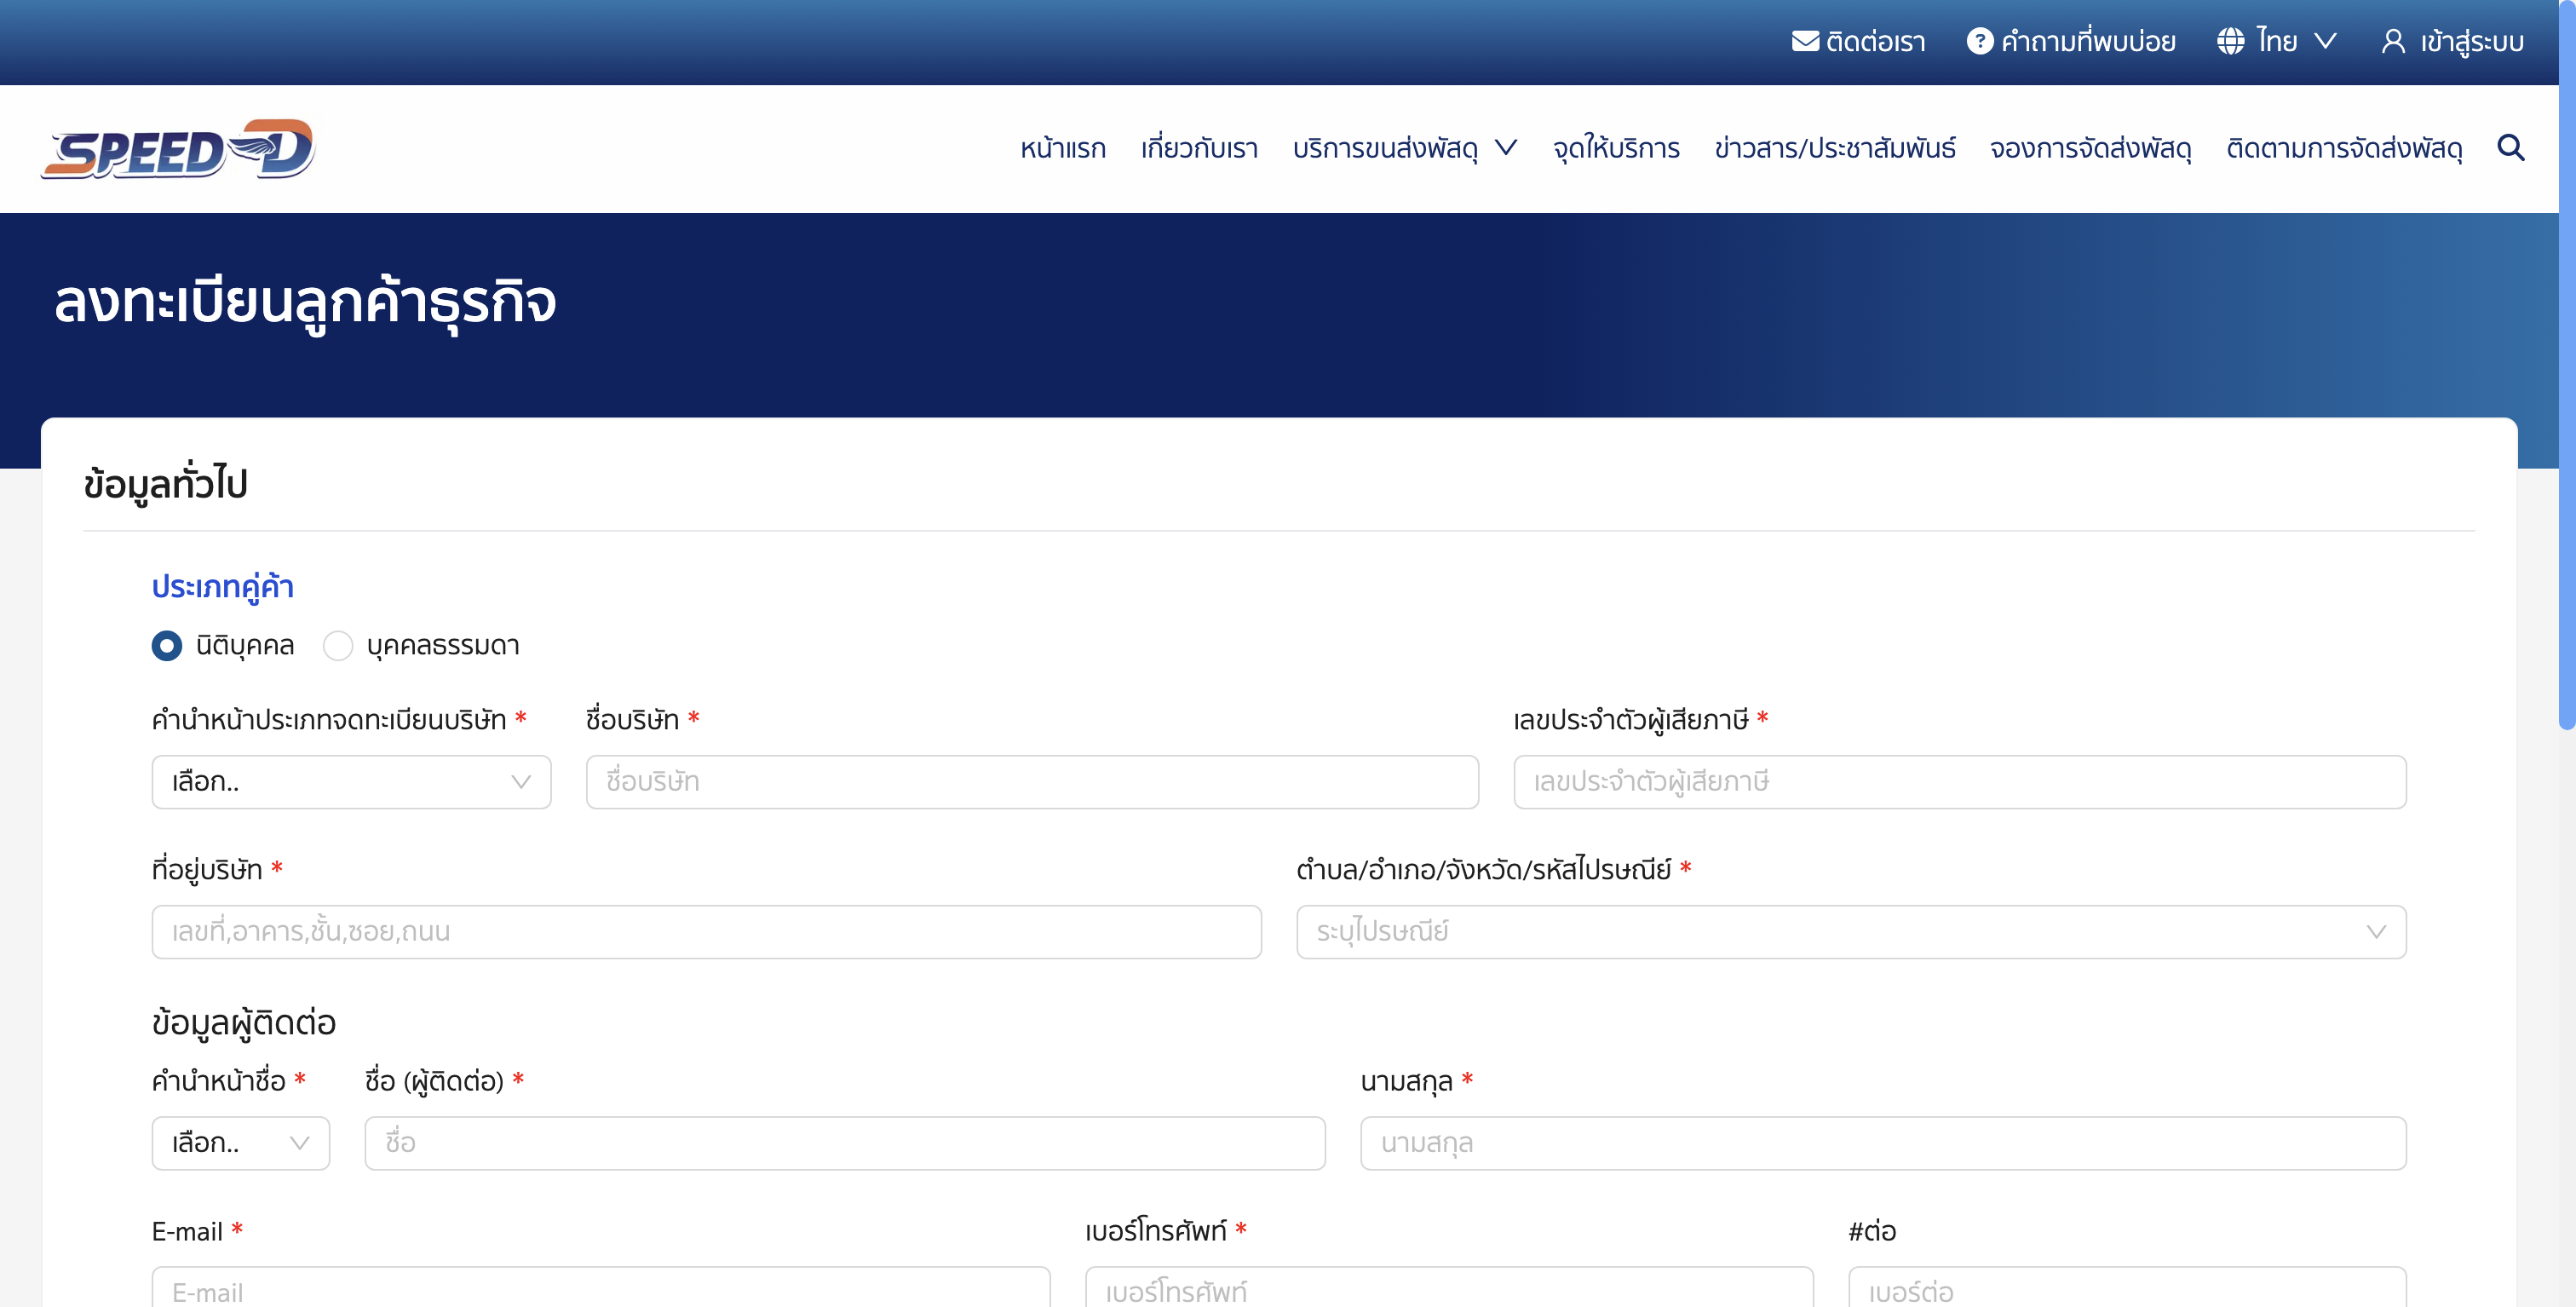 ติดต่อเรา ? คำถามที่พบบ่อย ไทย เข้าสู่ระบบ
SPEED-D
หน้าแรก เกี่ยวกับเรา บริการขนส่งพัสดุ จุดให้บริการ ข่าวสาร/ประชาสัมพันธ์ จองการจัดส่งพัสดุ ติดตามการจัดส่งพัสดุ
ลงทะเบียนลูกค้าธุรกิจ
ข้อมูลทั่วไป
ประเภทคู่ค้า
นิติบุคคล บุคคลธรรมดา
คำนำหน้าประเภทจดทะเบียนบริษัท * ชื่อบริษัท * เลขประจำตัวผู้เสียภาษี *
เลือก.. ชื่อบริษัท เลขประจำตัวผู้เสียภาษี
ที่อยู่บริษัท * ตำบล/อำเภอ/จังหวัด/รหัสไปรษณีย์ *
เลขที่,อาคาร,ชั้น,ซอย,ถนน ระบุไปรษณีย์
ข้อมูลผู้ติดต่อ
คำนำหน้าชื่อ * ชื่อ (ผู้ติดต่อ) * นามสกุล *
เลือก.. ชื่อ นามสกุล
E-mail * เบอร์โทรศัพท์ * #ต่อ
E-mail เบอร์โทรศัพท์ เบอร์ต่อ